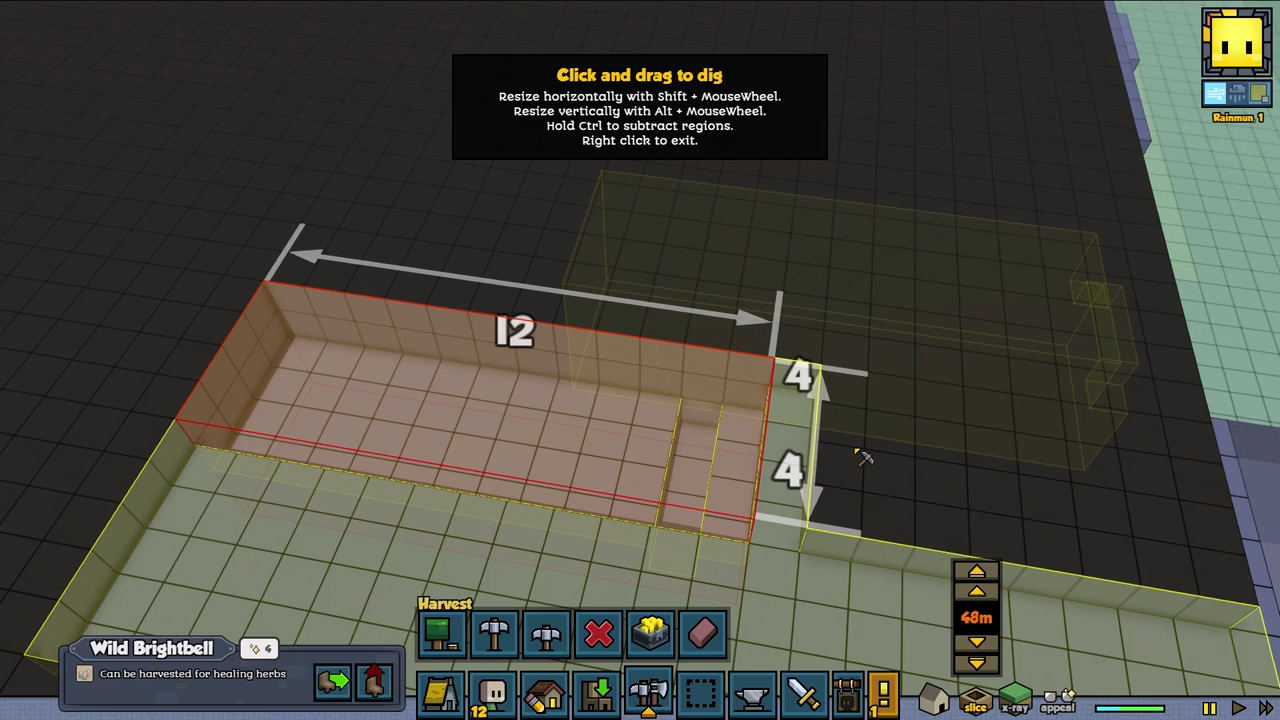 Click and drag to dig
Resize horizontally with Shift + MouseWheel.
Resize vertically with Alt + MouseWheel.
Hold Ctrl to subtract regions.
Right click to exit.
Rainmun 1
12
4
4
48m
Harvest
Wild Brightbell
4
Can be harvested for healing herbs
12
1
slice
x-ray
appeal